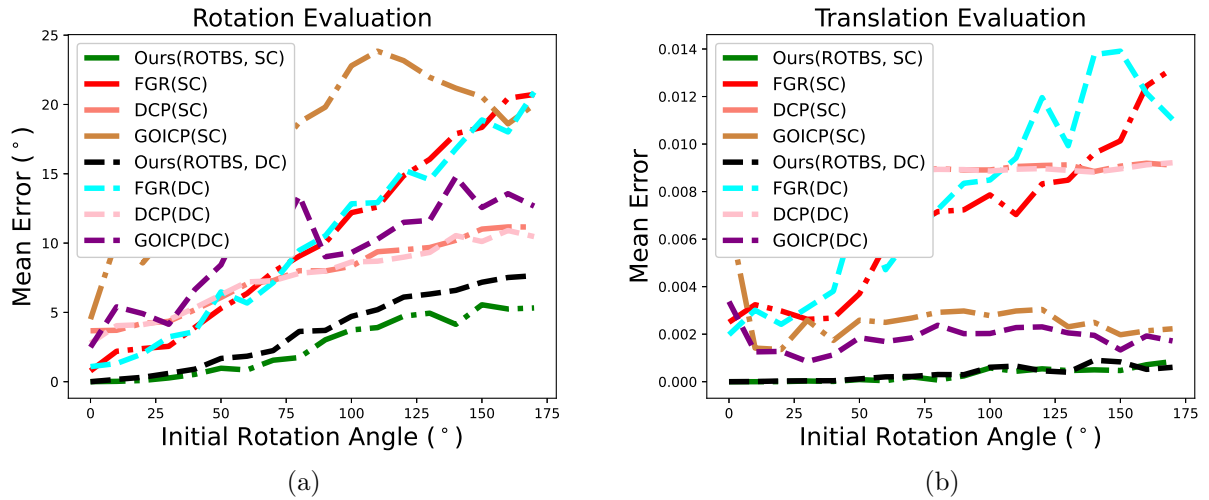 Rotation Evaluation
25
20
15
10
5
0
Mean Error (°)
Ours(ROTBS, SC)
FGR(SC)
DCP(SC)
GOICP(SC)
Ours(ROTBS, DC)
FGR(DC)
DCP(DC)
GOICP(DC)
0 25 50 75 100 125 150 175
Initial Rotation Angle (°)
(a)
Translation Evaluation
0.014
0.012
0.010
0.008
0.006
0.004
0.002
0.000
Mean Error
Ours(ROTBS, SC)
FGR(SC)
DCP(SC)
GOICP(SC)
Ours(ROTBS, DC)
FGR(DC)
DCP(DC)
GOICP(DC)
0 25 50 75 100 125 150 175
Initial Rotation Angle (°)
(b)